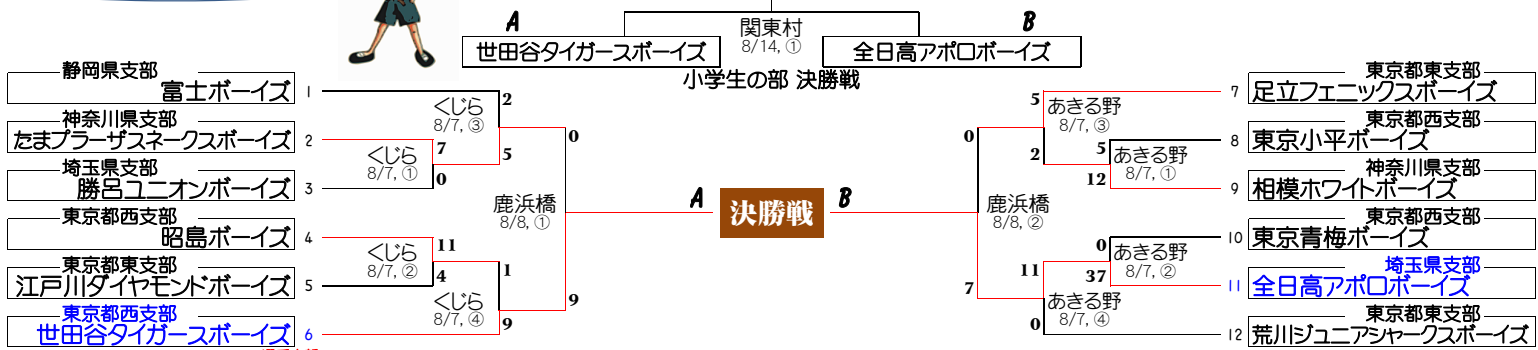 A
B
関東村
8/14, ①
世田谷タイガースボーイズ
全日高アポロボーイズ
小学生の部 決勝戦
静岡県支部
富士ボーイズ
1
神奈川県支部
たまプラーザスネークスボーイズ
2
埼玉県支部
勝呂ユニオンボーイズ
3
東京都西支部
昭島ボーイズ
4
東京都東支部
江戸川ダイヤモンドボーイズ
5
東京都西支部
世田谷タイガースボーイズ
6
くじら
8/7, ③
2
5
くじら
8/7, ①
7
0
くじら
8/7, ②
11
4
くじら
8/7, ④
1
9
鹿浜橋
8/8, ①
0
9
A
決勝戦
B
0
7
鹿浜橋
8/8, ②
5
2
あきる野
8/7, ③
5
12
あきる野
8/7, ①
0
37
あきる野
8/7, ②
11
0
あきる野
8/7, ④
東京都東支部
7
足立フェニックスボーイズ
東京都西支部
8
東京小平ボーイズ
神奈川県支部
9
相模ホワイトボーイズ
東京都西支部
10
東京青梅ボーイズ
埼玉県支部
11
全日高アポロボーイズ
東京都東支部
12
荒川ジュニアシャークスボーイズ